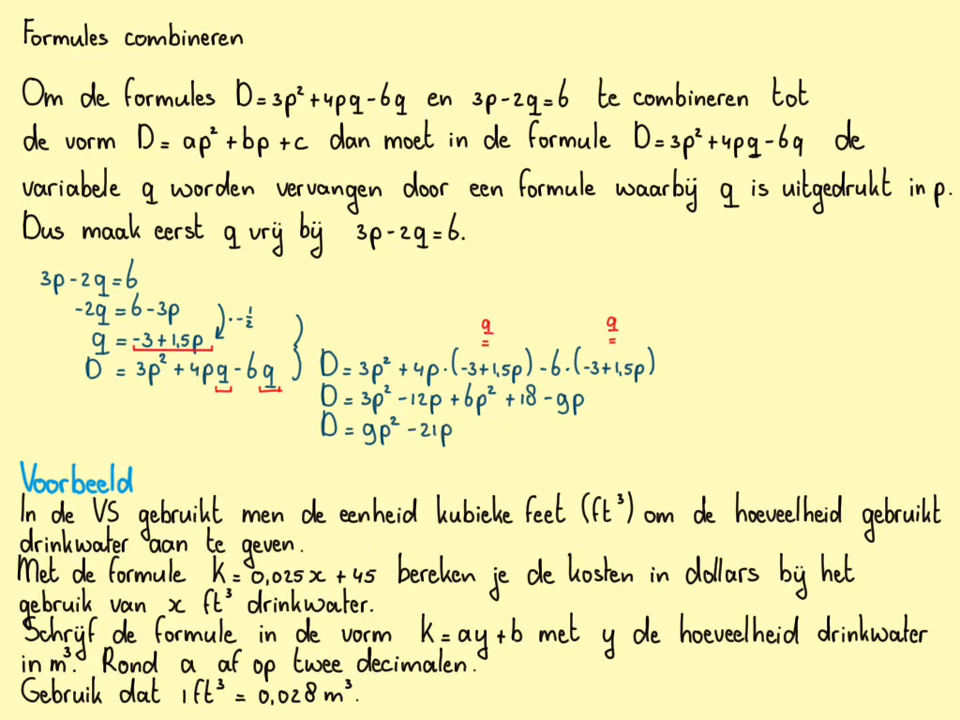 Formules combineren
Om de formules D=3p²+4pq-6q en 3p-2q=6 te combineren tot
de vorm D= ap²+bp+c dan moet in de formule D=3p²+4pq-6q de
variabele q worden vervangen door een formule waarbij q is uitgedrukt in p.
Dus maak eerst q vrij bij 3p-2q=6.
3p-2q=6
-2q=6-3p
·-½
q=-3+1,5p
D = 3p²+4pq-6q
q q
D=3p²+4p·(-3+1,5p)-6·(-3+1,5p)
D=3p²-12p+6p²+18-9p
D=9p²-21p
Voorbeeld
In de VS gebruikt men de eenheid kubieke feet (ft³) om de hoeveelheid gebruikt
drinkwater aan te geven.
Met de formule K=0,025x+45 bereken je de kosten in dollars bij het
gebruik van x ft³ drinkwater.
Schrijf de formule in de vorm K=ay+b met y de hoeveelheid drinkwater
in m³. Rond a af op twee decimalen.
Gebruik dat 1ft³=0,028m³.